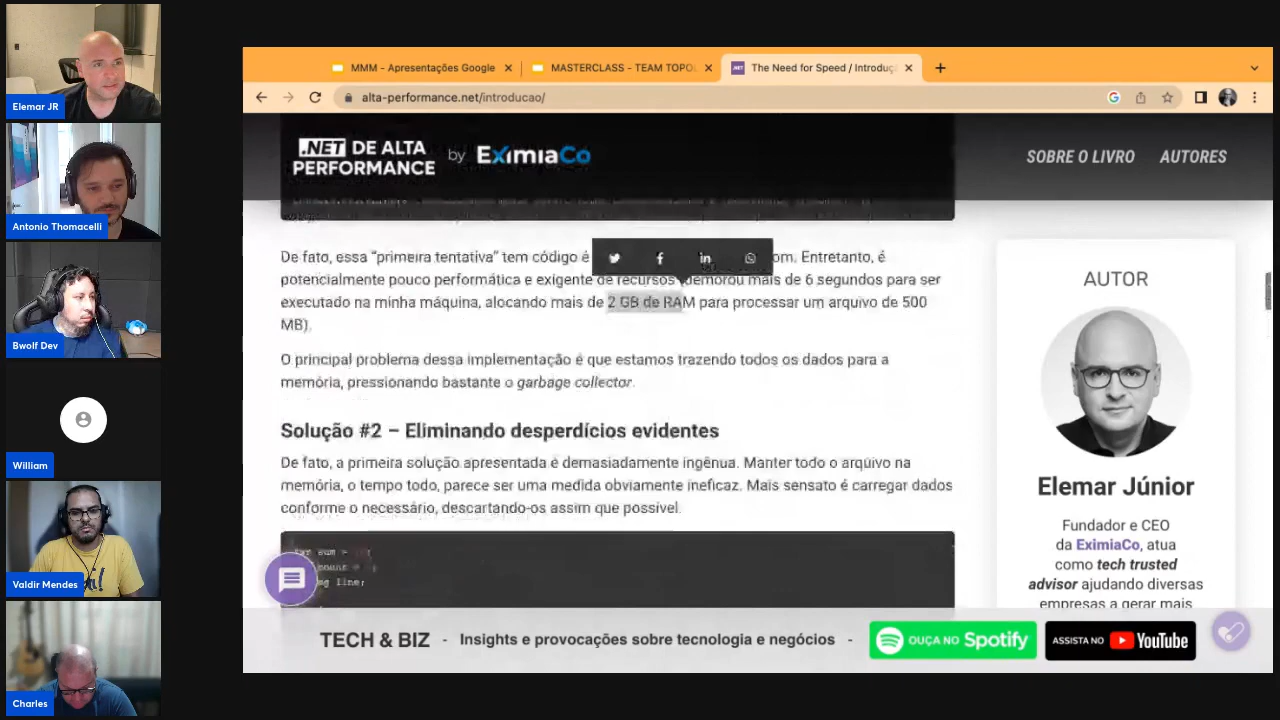 Elemar JR
Antonio Thomacelli
Bwolf Dev
William
Valdir Mendes
Charles
MMM - Apresentações Google
MASTERCLASS - TEAM TOPO
The Need for Speed / Introduç
alta-performance.net/introducao/
.NET DE ALTA PERFORMANCE
by EximiaCo
SOBRE O LIVRO AUTORES
De fato, essa “primeira tentativa” tem código é om. Entretanto, é
potencialmente pouco performática e exigente de recursos (demorou mais de 6 segundos para ser
executado na minha máquina, alocando mais de 2 GB de RAM para processar um arquivo de 500
MB).
O principal problema dessa implementação é que estamos trazendo todos os dados para a
memória, pressionando bastante o garbage collector.
Solução #2 – Eliminando desperdícios evidentes
De fato, a primeira solução apresentada é demasiadamente ingênua. Manter todo o arquivo na
memória, o tempo todo, parece ser uma medida obviamente ineficaz. Mais sensato é carregar dados
conforme o necessário, descartando-os assim que possível.
AUTOR
Elemar Júnior
Fundador e CEO
da EximiaCo, atua
como tech trusted
advisor ajudando diversas
empresas a gerar mais
TECH & BIZ - Insights e provocações sobre tecnologia e negócios -
OUÇA NO Spotify
ASSISTA NO YouTube